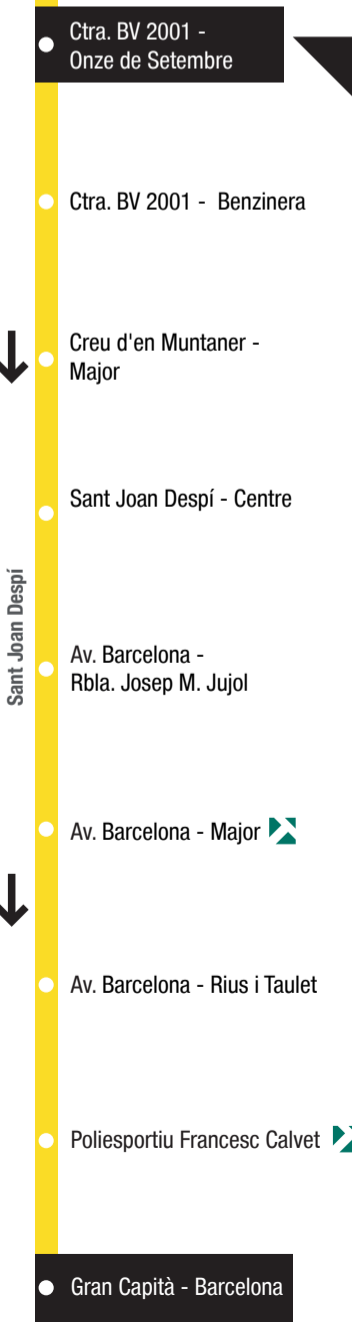 Ctra. BV 2001 -
Onze de Setembre
Ctra. BV 2001 - Benzinera
Creu d'en Muntaner -
Major
Sant Joan Despí - Centre
Sant Joan Despí
Av. Barcelona -
Rbla. Josep M. Jujol
Av. Barcelona - Major
Av. Barcelona - Rius i Taulet
Poliesportiu Francesc Calvet
Gran Capità - Barcelona